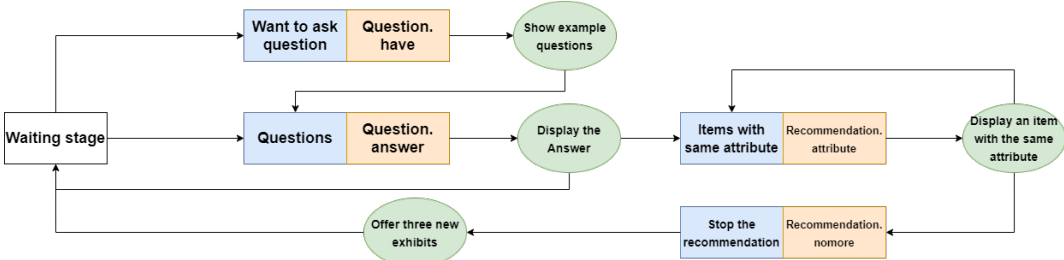 Want to ask
question
Question.
have
Show example
questions
Waiting stage
Questions
Question.
answer
Display the
Answer
Items with
same attribute
Recommendation.
attribute
Display an item
with the same
attribute
Offer three new
exhibits
Stop the
recommendation
Recommendation.
nomore